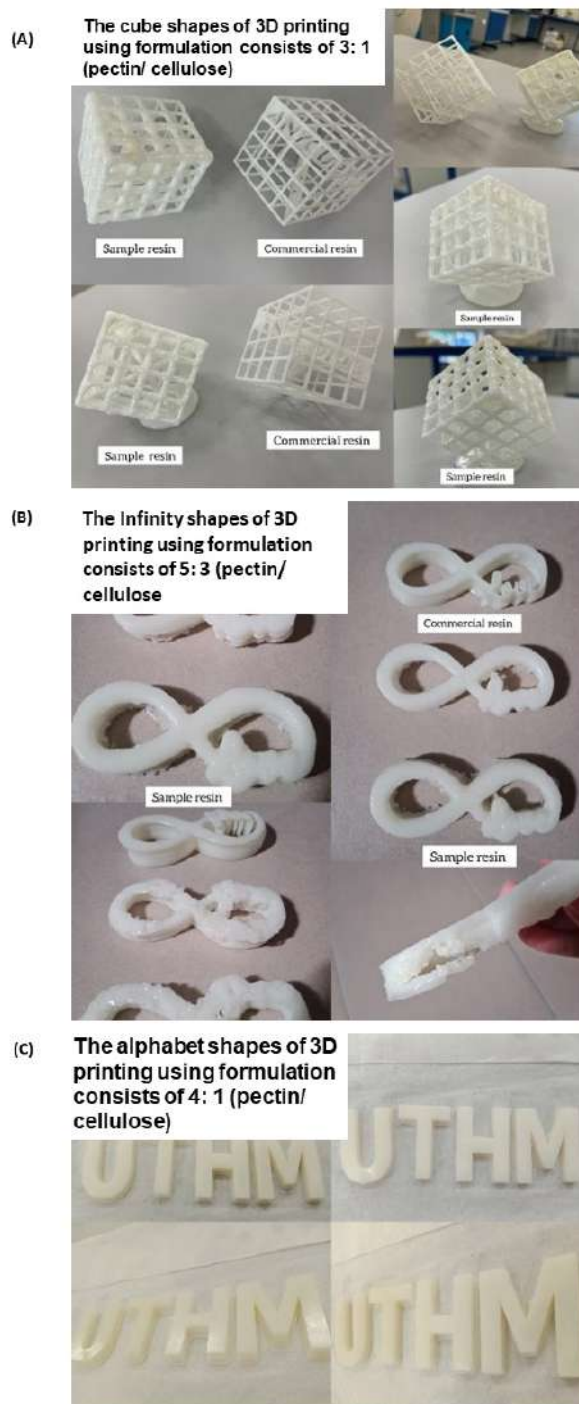 (A)
The cube shapes of 3D printing
using formulation consists of 3: 1
(pectin/ cellulose)
Sample resin
Commercial resin
Sample resin
Sample resin
Commercial resin
Sample resin
(B)
The Infinity shapes of 3D
printing using formulation
consists of 5: 3 (pectin/
cellulose
Commercial resin
Sample resin
Sample resin
(C)
The alphabet shapes of 3D
printing using formulation
consists of 4: 1 (pectin/
cellulose)
UTHM
UTHM
UTHM
UTHM